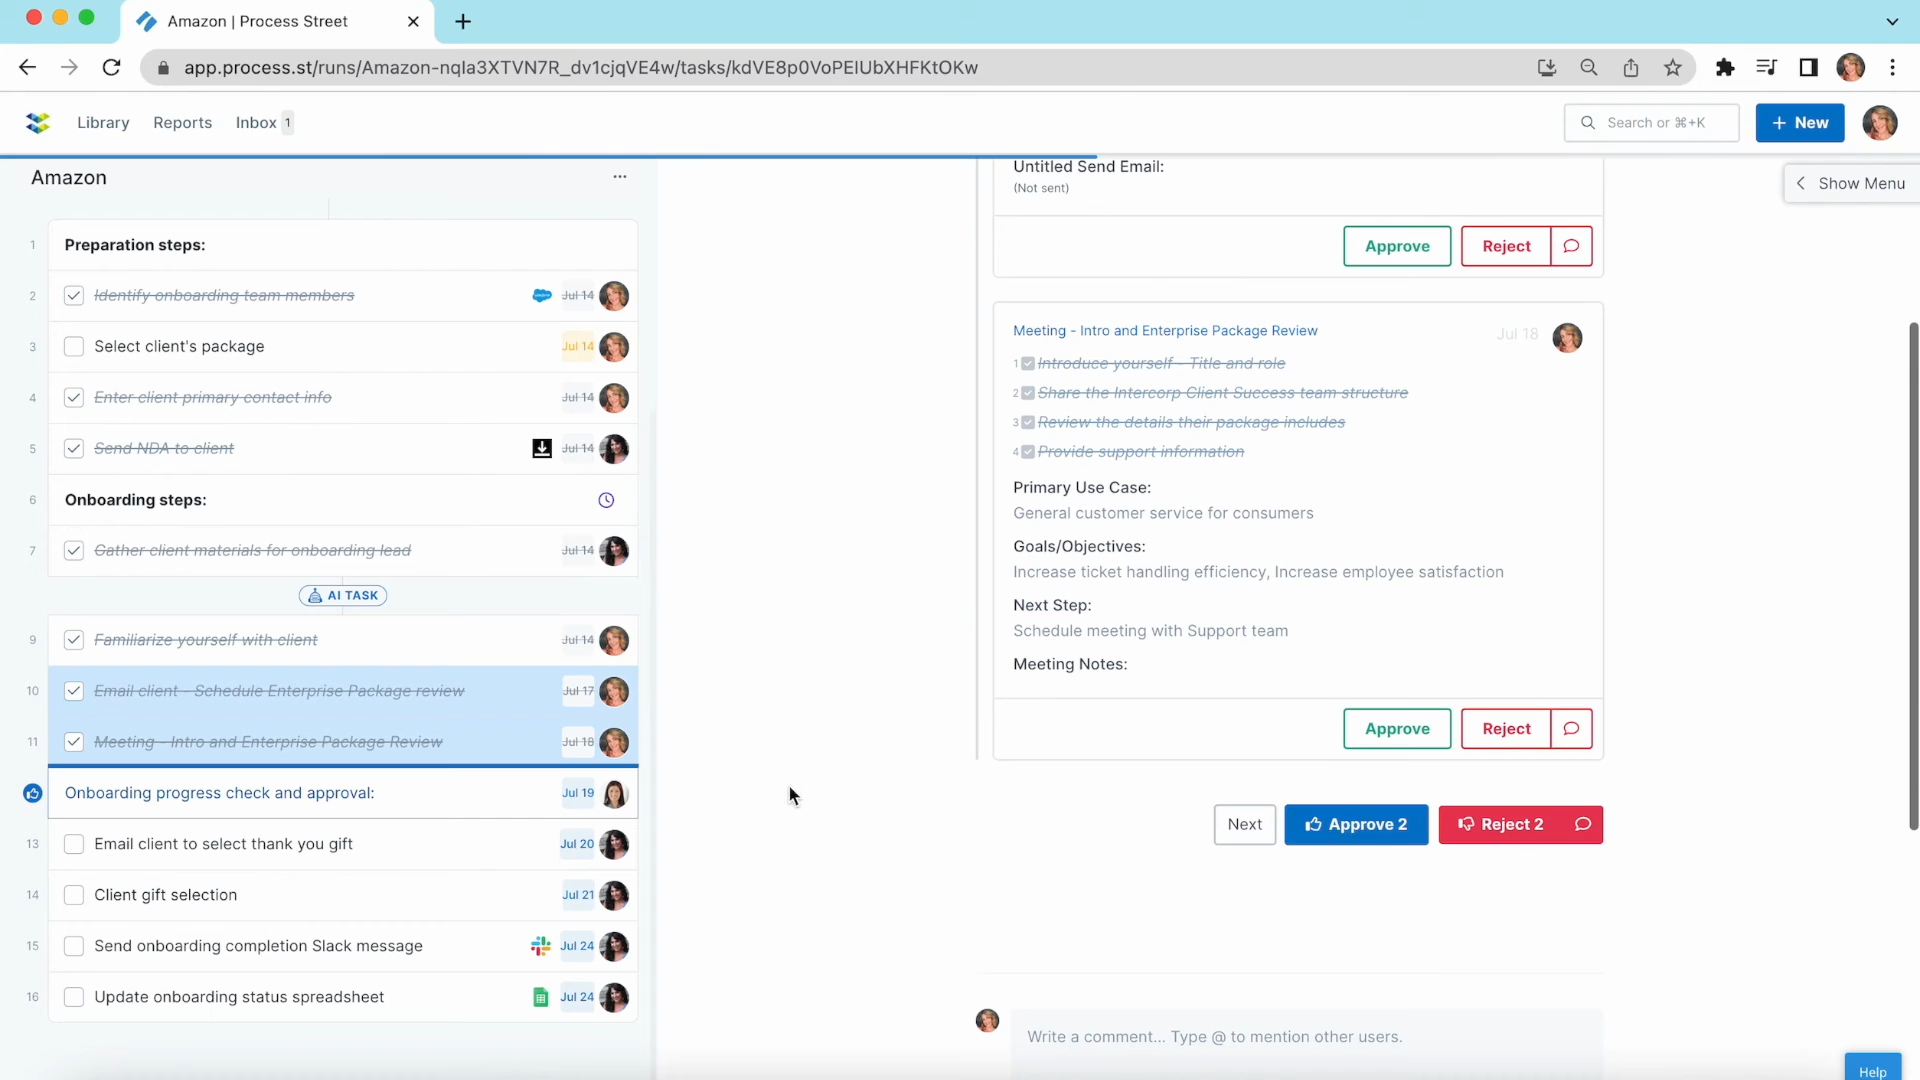 Amazon | Process Street
app.process.st/runs/Amazon-nqIa3XTVN7R_dv1cjqVE4w/tasks/kdVE8p0VoPEIUbXHFKtOKw
Library Reports Inbox 1
Search or ⌘+K
+ New
Amazon
1 Preparation steps:
2 Identify onboarding team members Jul 14
3 Select client's package Jul 14
4 Enter client primary contact info Jul 14
5 Send NDA to client Jul 14
6 Onboarding steps:
7 Gather client materials for onboarding lead Jul 14
AI TASK
9 Familiarize yourself with client Jul 14
10 Email client - Schedule Enterprise Package review Jul 17
11 Meeting - Intro and Enterprise Package Review Jul 18
Onboarding progress check and approval: Jul 19
13 Email client to select thank you gift Jul 20
14 Client gift selection Jul 21
15 Send onboarding completion Slack message Jul 24
16 Update onboarding status spreadsheet Jul 24
Untitled Send Email:
(Not sent)
Approve Reject
Show Menu
Meeting - Intro and Enterprise Package Review Jul 18
1 Introduce yourself - Title and role
2 Share the Intercorp Client Success team structure
3 Review the details their package includes
4 Provide support information
Primary Use Case:
General customer service for consumers
Goals/Objectives:
Increase ticket handling efficiency, Increase employee satisfaction
Next Step:
Schedule meeting with Support team
Meeting Notes:
Approve Reject
Next Approve 2 Reject 2
Write a comment... Type @ to mention other users.
Help